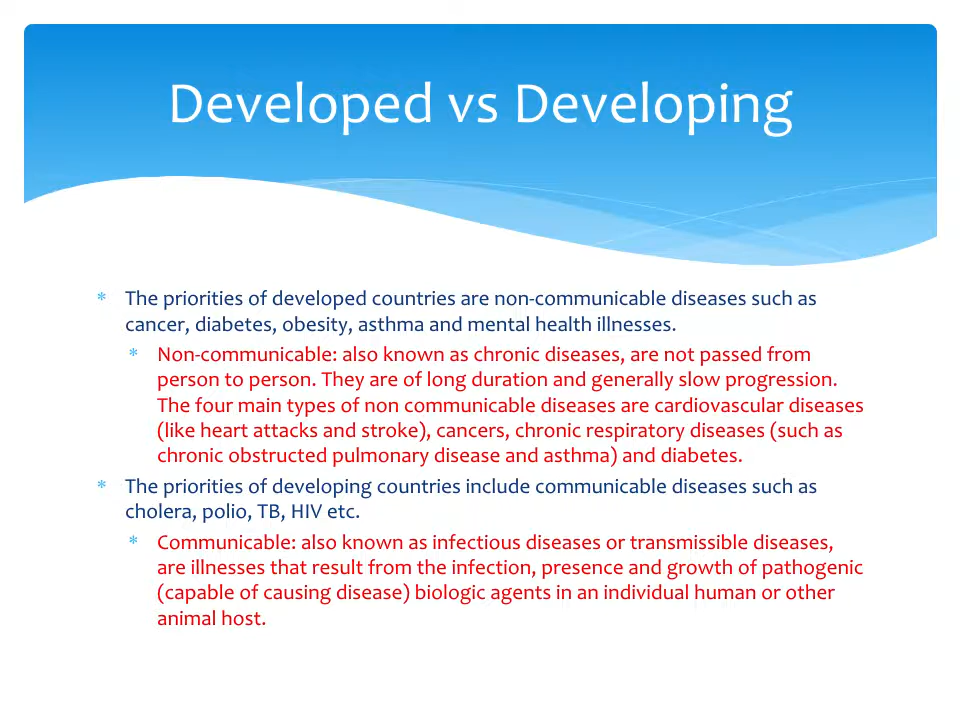 Developed vs Developing
* The priorities of developed countries are non-communicable diseases such as
cancer, diabetes, obesity, asthma and mental health illnesses.
* Non-communicable: also known as chronic diseases, are not passed from
person to person. They are of long duration and generally slow progression.
The four main types of non communicable diseases are cardiovascular diseases
(like heart attacks and stroke), cancers, chronic respiratory diseases (such as
chronic obstructed pulmonary disease and asthma) and diabetes.
* The priorities of developing countries include communicable diseases such as
cholera, polio, TB, HIV etc.
* Communicable: also known as infectious diseases or transmissible diseases,
are illnesses that result from the infection, presence and growth of pathogenic
(capable of causing disease) biologic agents in an individual human or other
animal host.